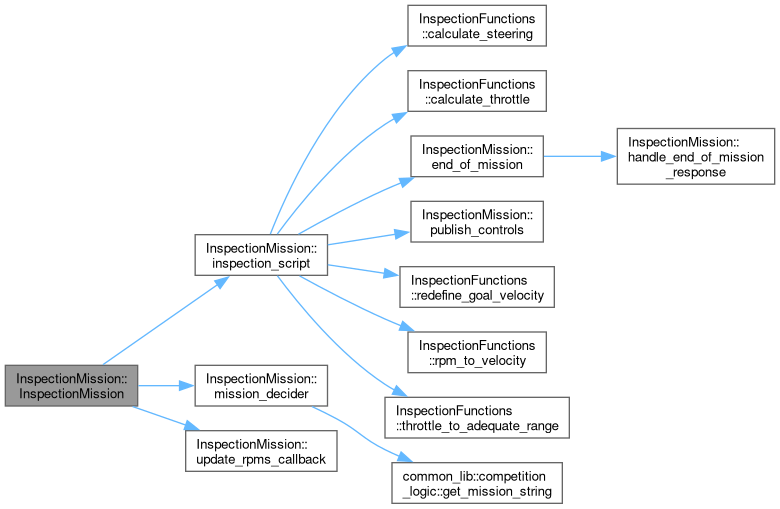 InspectionFunctions
::calculate_steering
InspectionFunctions
::calculate_throttle
InspectionMission::
end_of_mission
InspectionMission::
handle_end_of_mission
_response
InspectionMission::
publish_controls
InspectionMission::
inspection_script
InspectionFunctions
::redefine_goal_velocity
InspectionFunctions
::rpm_to_velocity
InspectionMission::
InspectionMission
InspectionMission::
mission_decider
InspectionFunctions
::throttle_to_adequate_range
InspectionMission::
update_rpms_callback
common_lib::competition
_logic::get_mission_string